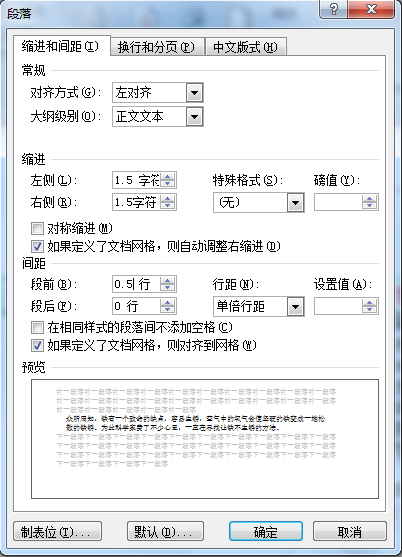 段落
缩进和间距(I) 换行和分页(P) 中文版式(H)
常规
对齐方式(G): 左对齐
大纲级别(O): 正文文本
缩进
左侧(L): 1.5 字符 特殊格式(S): 磅值(Y):
右侧(R): 1.5字符 (无)
对称缩进(M)
如果定义了文档网格，则自动调整右缩进(D)
间距
段前(B): 0.5 行 行距(N): 设置值(A):
段后(F): 0 行 单倍行距
在相同样式的段落间不添加空格(C)
如果定义了文档网格，则对齐到网格(W)
预览
众所周知，铁有一个致命的缺点，容易生锈，空气中的氧气会使坚硬的铁变成一堆松
散的铁锈。为此科学家费了不少心思，一直在寻找让铁不生锈的方法。
制表位(T)... 默认(D)... 确定 取消